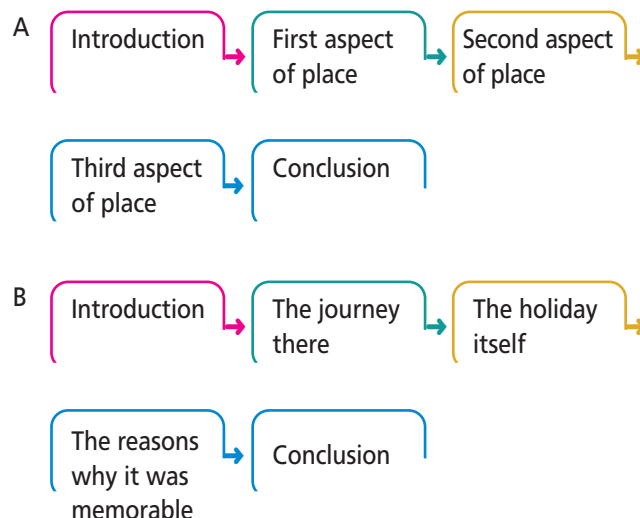 A
Introduction
First aspect
of place
Second aspect
of place
Third aspect
of place
Conclusion
B
Introduction
The journey
there
The holiday
itself
The reasons
why it was
memorable
Conclusion